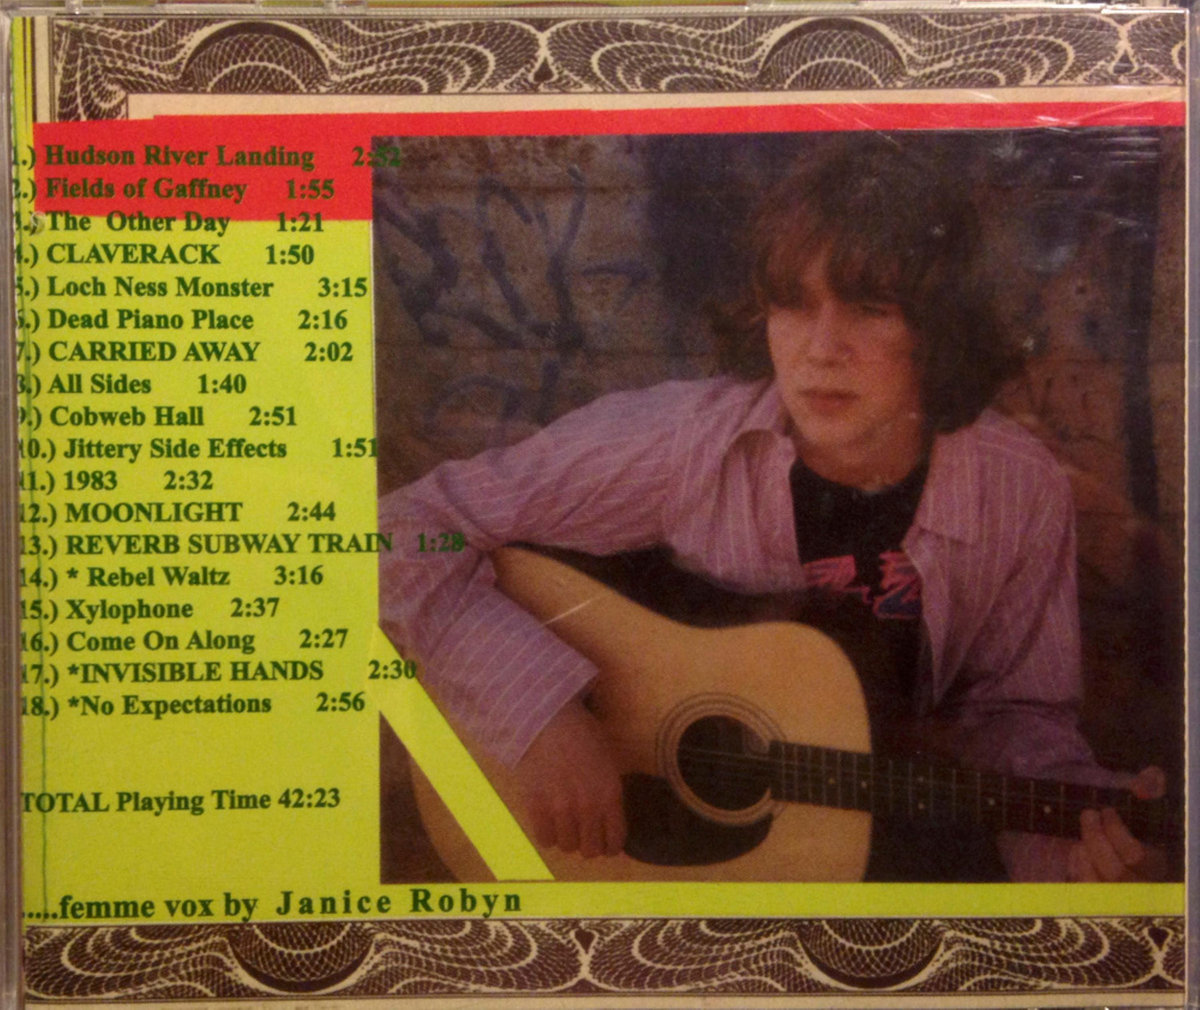 1.) Hudson River Landing 2:52
2.) Fields of Gaffney 1:55
3.) The Other Day 1:21
4.) CLAVERACK 1:50
5.) Loch Ness Monster 3:15
6.) Dead Piano Place 2:16
7.) CARRIED AWAY 2:02
8.) All Sides 1:40
9.) Cobweb Hall 2:51
10.) Jittery Side Effects 1:51
11.) 1983 2:32
12.) MOONLIGHT 2:44
13.) REVERB SUBWAY TRAIN 1:28
14.) * Rebel Waltz 3:16
15.) Xylophone 2:37
16.) Come On Along 2:27
17.) *INVISIBLE HANDS 2:30
18.) *No Expectations 2:56
TOTAL Playing Time 42:23
.....femme vox by Janice Robyn